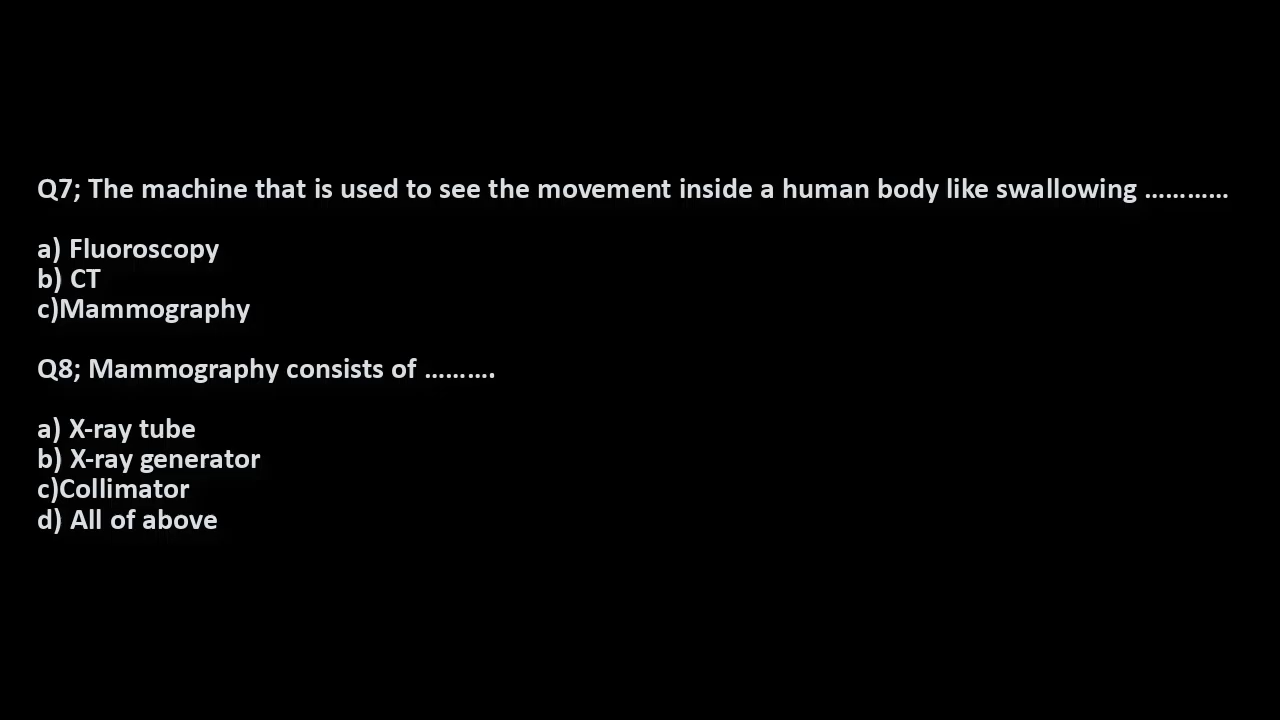 Q7; The machine that is used to see the movement inside a human body like swallowing …………
a) Fluoroscopy
b) CT
c)Mammography
Q8; Mammography consists of ……….
a) X-ray tube
b) X-ray generator
c)Collimator
d) All of above